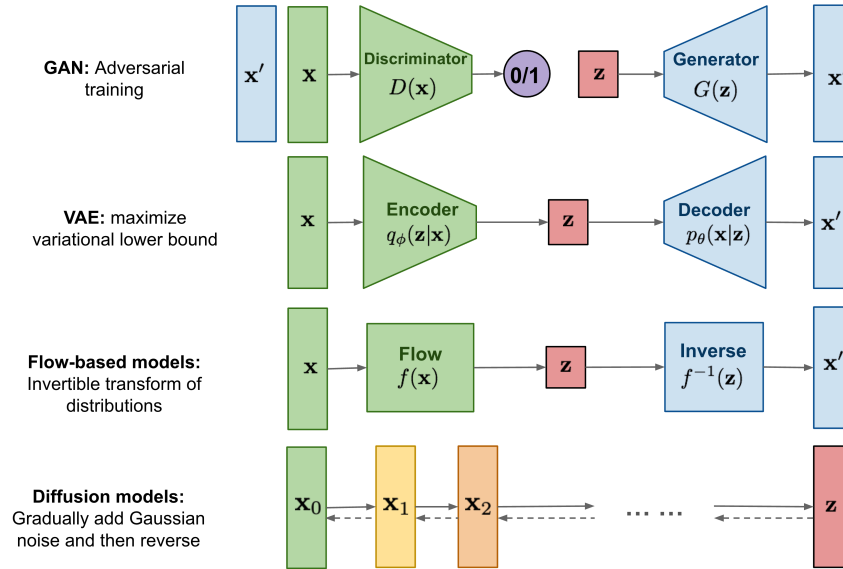 GAN: Adversarial
training
x′
x
Discriminator
D(x)
0/1
z
Generator
G(z)
x
VAE: maximize
variational lower bound
x
Encoder
qϕ(z|x)
z
Decoder
pθ(x|z)
x′
Flow-based models:
Invertible transform of
distributions
x
Flow
f(x)
z
Inverse
f⁻¹(z)
x′
Diffusion models:
Gradually add Gaussian
noise and then reverse
x₀
x₁
x₂
... ...
z